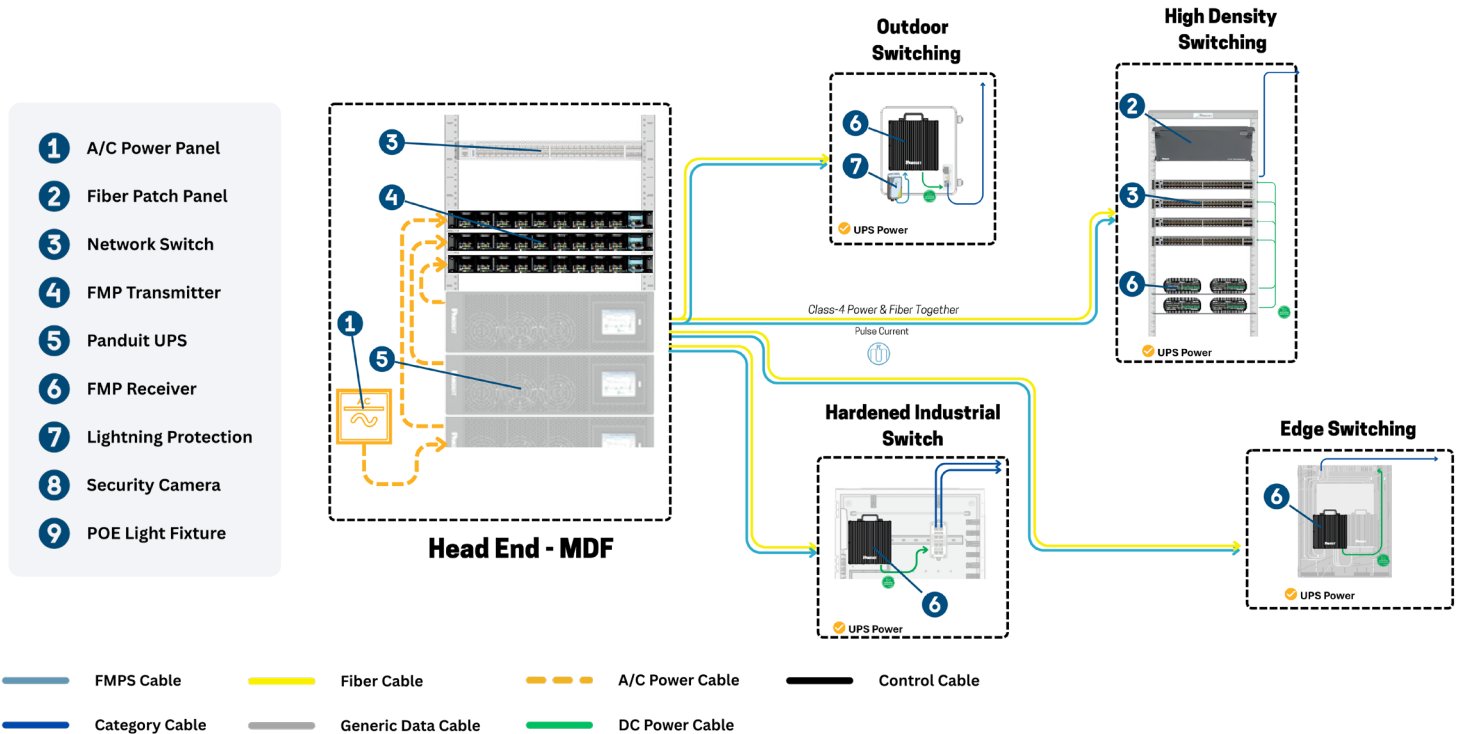 Outdoor
Switching
High Density
Switching
1 A/C Power Panel
2 Fiber Patch Panel
3 Network Switch
4 FMP Transmitter
5 Panduit UPS
6 FMP Receiver
7 Lightning Protection
8 Security Camera
9 POE Light Fixture
3
4
1
5
AC
Head End - MDF
6
7
UPS Power
2
3
6
UPS Power
Class-4 Power & Fiber Together
Pulse Current
Hardened Industrial
Switch
6
UPS Power
Edge Switching
6
UPS Power
FMPS Cable
Fiber Cable
A/C Power Cable
Control Cable
Category Cable
Generic Data Cable
DC Power Cable